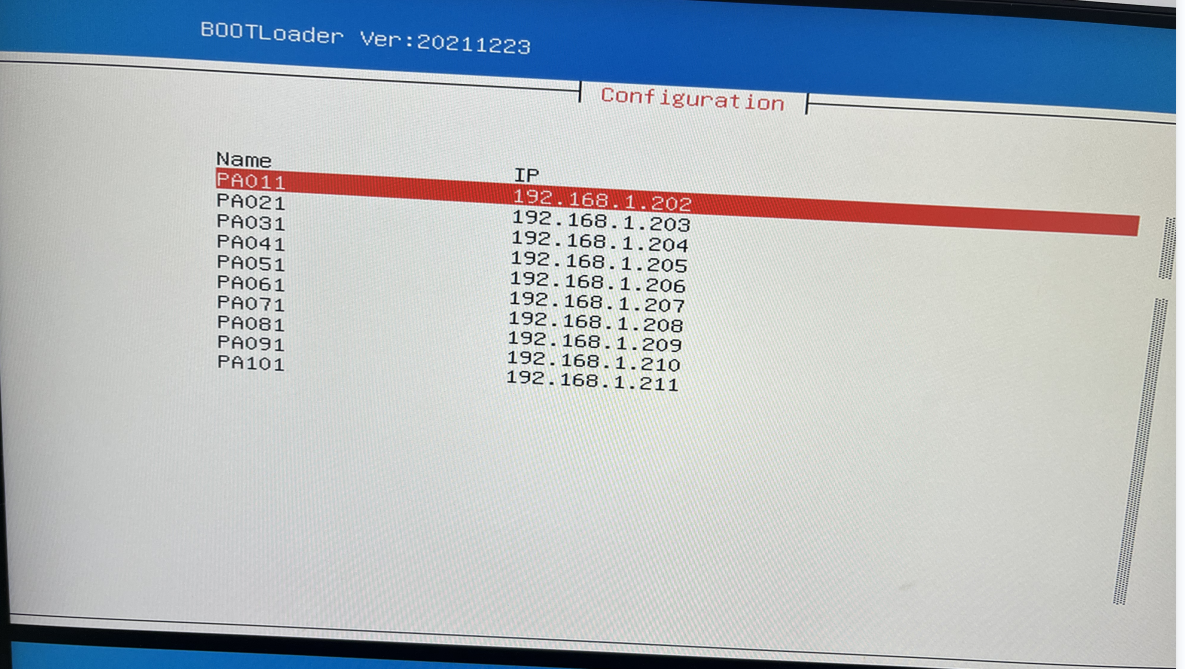 BOOTLoader Ver:20211223
Configuration
Name IP
PA011 192.168.1.202
PA021 192.168.1.203
PA031 192.168.1.204
PA041 192.168.1.205
PA051 192.168.1.206
PA061 192.168.1.207
PA071 192.168.1.208
PA081 192.168.1.209
PA091 192.168.1.210
PA101 192.168.1.211